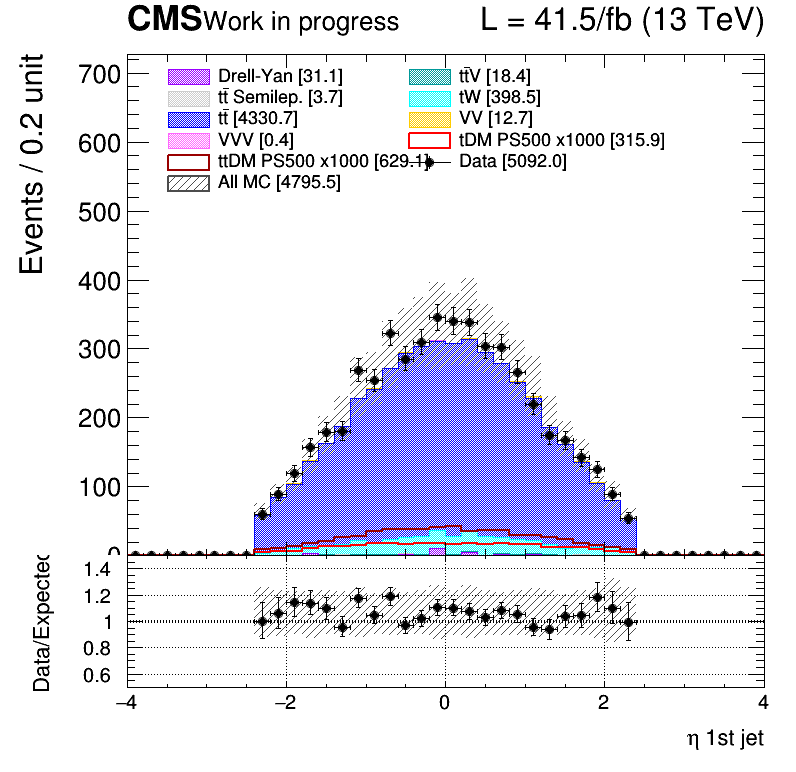 CMS Work in progress L = 41.5/fb (13 TeV)
Events / 0.2 unit
700
600
500
400
300
200
100
0
Drell-Yan [31.1]
tt̄V [18.4]
tt̄ Semilep. [3.7]
tW [398.5]
tt̄ [4330.7]
VV [12.7]
VVV [0.4]
tDM PS500 x1000 [315.9]
ttDM PS500 x1000 [629.1]
Data [5092.0]
All MC [4795.5]
Data/Expected
1.4
1.2
1
0.8
0.6
−4 −2 0 2 4
η 1st jet